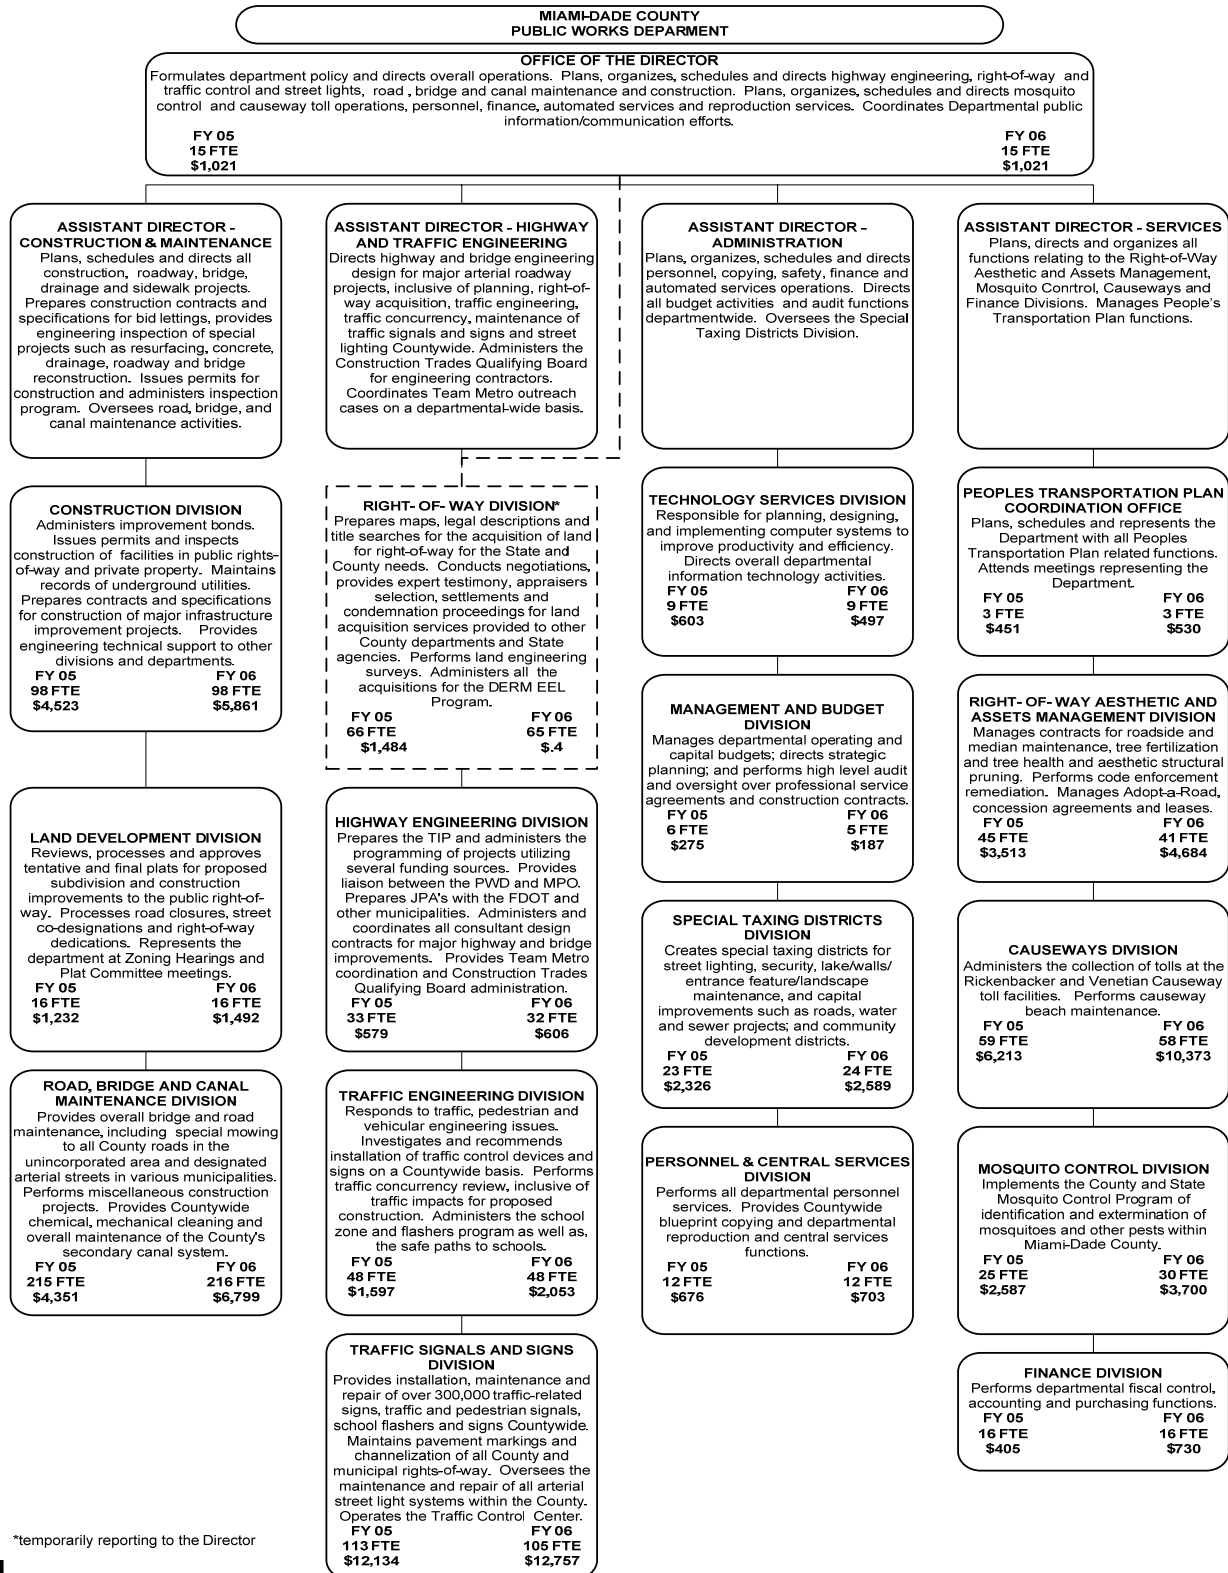 MIAMI-DADE COUNTY
PUBLIC WORKS DEPARMENT
OFFICE OF THE DIRECTOR
Formulates department policy and directs overall operations. Plans, organizes, schedules and directs highway engineering, right-of-way and
traffic control and street lights, road , bridge and canal maintenance and construction. Plans, organizes, schedules and directs mosquito
control and causeway toll operations, personnel, finance, automated services and reproduction services. Coordinates Departmental public
information/communication efforts.
FY 05 FY 06
15 FTE 15 FTE
$1,021 $1,021
ASSISTANT DIRECTOR -
CONSTRUCTION & MAINTENANCE
Plans, schedules and directs all
construction, roadway, bridge,
drainage and sidewalk projects.
Prepares construction contracts and
specifications for bid lettings, provides
engineering inspection of special
projects such as resurfacing, concrete,
drainage, roadway and bridge
reconstruction. Issues permits for
construction and administers inspection
program. Oversees road, bridge, and
canal maintenance activities.
CONSTRUCTION DIVISION
Administers improvement bonds.
Issues permits and inspects
construction of facilities in public rights-
of-way and private property. Maintains
records of underground utilities.
Prepares contracts and specifications
for construction of major infrastructure
improvement projects. Provides
engineering technical support to other
divisions and departments.
FY 05 FY 06
98 FTE 98 FTE
$4,523 $5,861
LAND DEVELOPMENT DIVISION
Reviews, processes and approves
tentative and final plats for proposed
subdivision and construction
improvements to the public right-of-
way. Processes road closures, street
co-designations and right-of-way
dedications. Represents the
department at Zoning Hearings and
Plat Committee meetings.
FY 05 FY 06
16 FTE 16 FTE
$1,232 $1,492
ROAD, BRIDGE AND CANAL
MAINTENANCE DIVISION
Provides overall bridge and road
maintenance, including special mowing
to all County roads in the
unincorporated area and designated
arterial streets in various municipalities.
Performs miscellaneous construction
projects. Provides Countywide
chemical, mechanical cleaning and
overall maintenance of the County's
secondary canal system.
FY 05 FY 06
215 FTE 216 FTE
$4,351 $6,799
ASSISTANT DIRECTOR - HIGHWAY
AND TRAFFIC ENGINEERING
Directs highway and bridge engineering
design for major arterial roadway
projects, inclusive of planning, right-of-
way acquisition, traffic engineering,
traffic concurrency, maintenance of
traffic signals and signs and street
lighting Countywide. Administers the
Construction Trades Qualifying Board
for engineering contractors.
Coordinates Team Metro outreach
cases on a departmental-wide basis.
RIGHT- OF- WAY DIVISION*
Prepares maps, legal descriptions and
title searches for the acquisition of land
for right-of-way for the State and
County needs. Conducts negotiations,
provides expert testimony, appraisers
selection, settlements and
condemnation proceedings for land
acquisition services provided to other
County departments and State
agencies. Performs land engineering
surveys. Administers all the
acquisitions for the DERM EEL
Program.
FY 05 FY 06
66 FTE 65 FTE
$1,484 $.4
HIGHWAY ENGINEERING DIVISION
Prepares the TIP and administers the
programming of projects utilizing
several funding sources. Provides
liaison between the PWD and MPO.
Prepares JPA's with the FDOT and
other municipalities. Administers and
coordinates all consultant design
contracts for major highway and bridge
improvements. Provides Team Metro
coordination and Construction Trades
Qualifying Board administration.
FY 05 FY 06
33 FTE 32 FTE
$579 $606
TRAFFIC ENGINEERING DIVISION
Responds to traffic, pedestrian and
vehicular engineering issues.
Investigates and recommends
installation of traffic control devices and
signs on a Countywide basis. Performs
traffic concurrency review, inclusive of
traffic impacts for proposed
construction. Administers the school
zone and flashers program as well as,
the safe paths to schools.
FY 05 FY 06
48 FTE 48 FTE
$1,597 $2,053
TRAFFIC SIGNALS AND SIGNS
DIVISION
Provides installation, maintenance and
repair of over 300,000 traffic-related
signs, traffic and pedestrian signals,
school flashers and signs Countywide.
Maintains pavement markings and
channelization of all County and
municipal rights-of-way. Oversees the
maintenance and repair of all arterial
street light systems within the County.
Operates the Traffic Control Center.
FY 05 FY 06
113 FTE 105 FTE
$12,134 $12,757
ASSISTANT DIRECTOR -
ADMINISTRATION
Plans, organizes, schedules and directs
personnel, copying, safety, finance and
automated services operations. Directs
all budget activities and audit functions
departmentwide. Oversees the Special
Taxing Districts Division.
TECHNOLOGY SERVICES DIVISION
Responsible for planning, designing,
and implementing computer systems to
improve productivity and efficiency.
Directs overall departmental
information technology activities.
FY 05 FY 06
9 FTE 9 FTE
$603 $497
MANAGEMENT AND BUDGET
DIVISION
Manages departmental operating and
capital budgets; directs strategic
planning; and performs high level audit
and oversight over professional service
agreements and construction contracts.
FY 05 FY 06
6 FTE 5 FTE
$275 $187
SPECIAL TAXING DISTRICTS
DIVISION
Creates special taxing districts for
street lighting, security, lake/walls/
entrance feature/landscape
maintenance, and capital
improvements such as roads, water
and sewer projects; and community
development districts.
FY 05 FY 06
23 FTE 24 FTE
$2,326 $2,589
PERSONNEL & CENTRAL SERVICES
DIVISION
Performs all departmental personnel
services. Provides Countywide
blueprint copying and departmental
reproduction and central services
functions.
FY 05 FY 06
12 FTE 12 FTE
$676 $703
ASSISTANT DIRECTOR - SERVICES
Plans, directs and organizes all
functions relating to the Right-of-Way
Aesthetic and Assets Management,
Mosquito Conrtrol, Causeways and
Finance Divisions. Manages People's
Transportation Plan functions.
PEOPLES TRANSPORTATION PLAN
COORDINATION OFFICE
Plans, schedules and represents the
Department with all Peoples
Transportation Plan related functions.
Attends meetings representing the
Department.
FY 05 FY 06
3 FTE 3 FTE
$451 $530
RIGHT- OF- WAY AESTHETIC AND
ASSETS MANAGEMENT DIVISION
Manages contracts for roadside and
median maintenance, tree fertilization
and tree health and aesthetic structural
pruning. Performs code enforcement
remediation. Manages Adopt-a-Road,
concession agreements and leases.
FY 05 FY 06
45 FTE 41 FTE
$3,513 $4,684
CAUSEWAYS DIVISION
Administers the collection of tolls at the
Rickenbacker and Venetian Causeway
toll facilities. Performs causeway
beach maintenance.
FY 05 FY 06
59 FTE 58 FTE
$6,213 $10,373
MOSQUITO CONTROL DIVISION
Implements the County and State
Mosquito Control Program of
identification and extermination of
mosquitoes and other pests within
Miami-Dade County.
FY 05 FY 06
25 FTE 30 FTE
$2,587 $3,700
FINANCE DIVISION
Performs departmental fiscal control,
accounting and purchasing functions.
FY 05 FY 06
16 FTE 16 FTE
$405 $730
*temporarily reporting to the Director